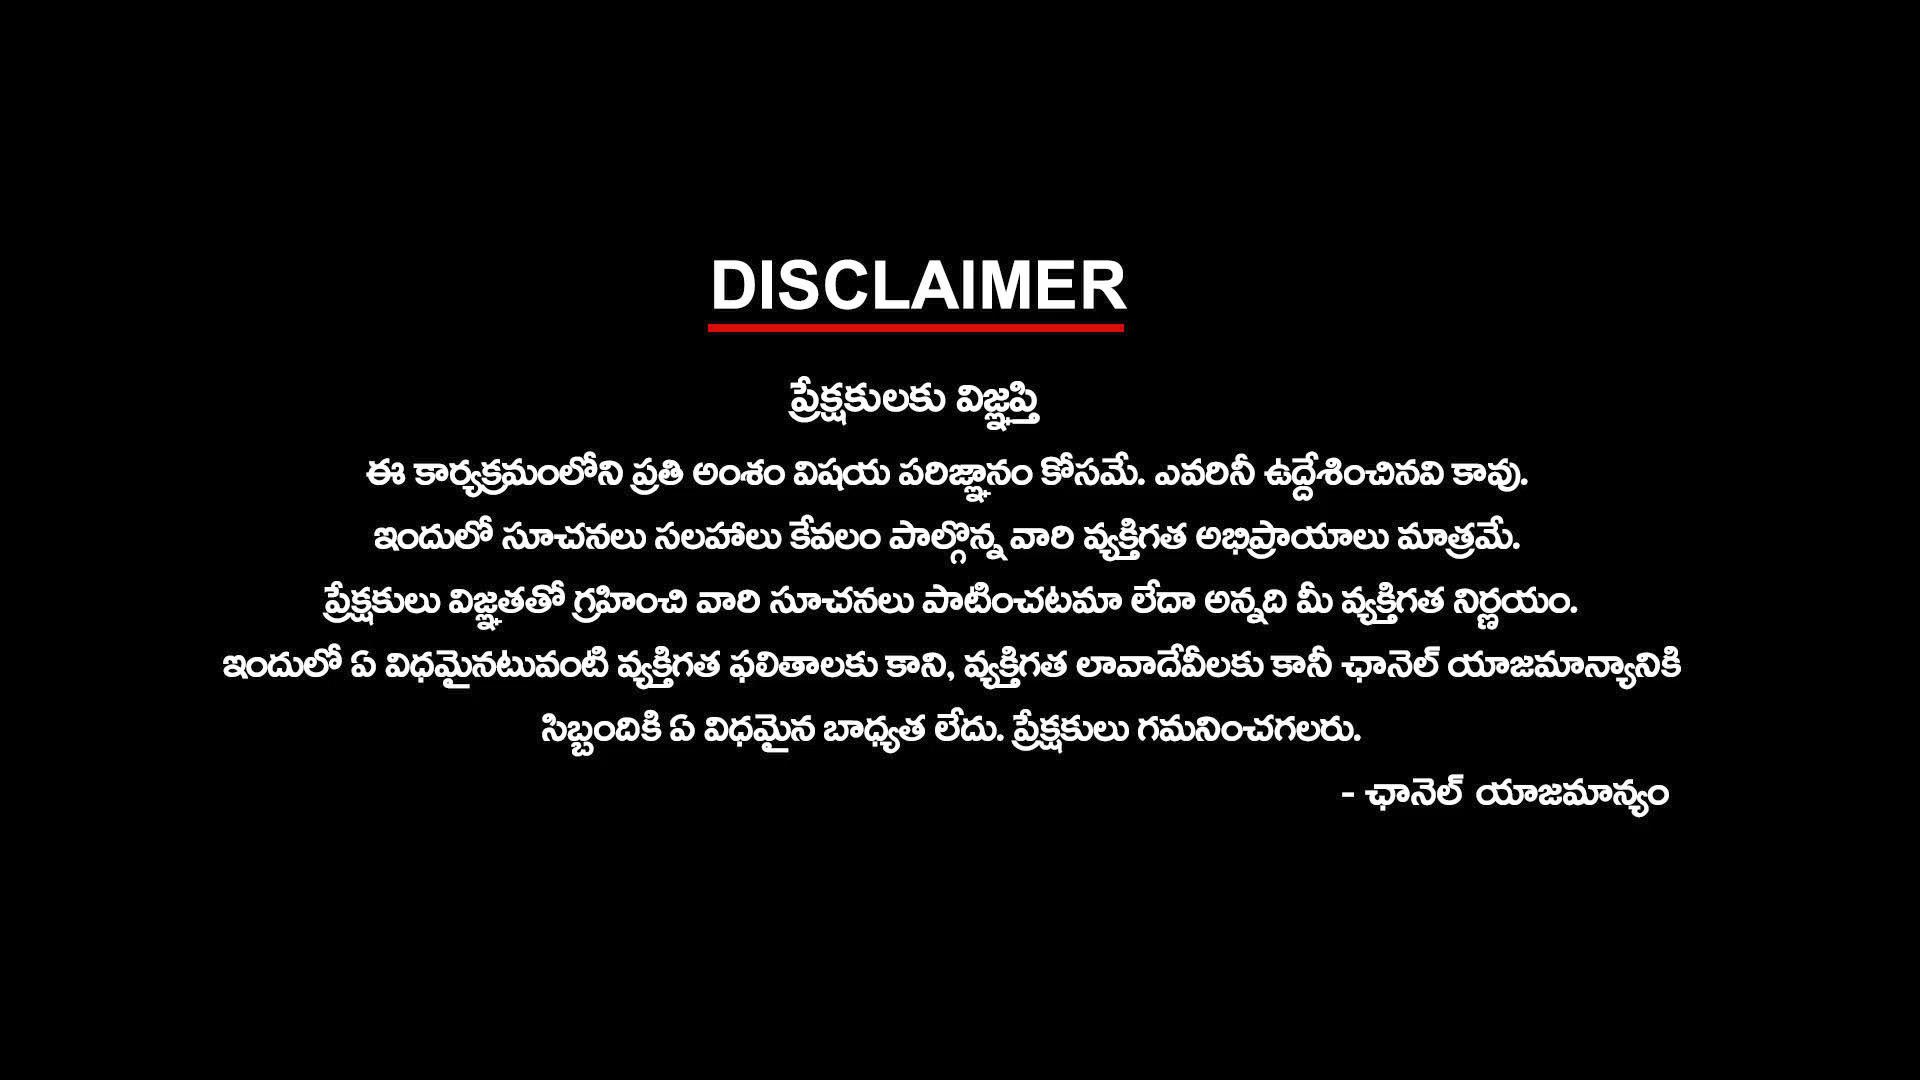 DISCLAIMER
ప్రేక్షకులకు విజ్ఞప్తి
ఈ కార్యక్రమంలోని ప్రతి అంశం విషయ పరిజ్ఞానం కోసమే. ఎవరినీ ఉద్దేశించినవి కావు.
ఇందులో సూచనలు సలహాలు కేవలం పాల్గొన్న వారి వ్యక్తిగత అభిప్రాయాలు మాత్రమే.
ప్రేక్షకులు విజ్ఞతతో గ్రహించి వారి సూచనలు పాటించటమా లేదా అన్నది మీ వ్యక్తిగత నిర్ణయం.
ఇందులో ఏ విధమైనటువంటి వ్యక్తిగత ఫలితాలకు కాని, వ్యక్తిగత లావాదేవీలకు కానీ ఛానెల్ యాజమాన్యానికి
సిబ్బందికి ఏ విధమైన బాధ్యత లేదు. ప్రేక్షకులు గమనించగలరు.
- ఛానెల్ యాజమాన్యం